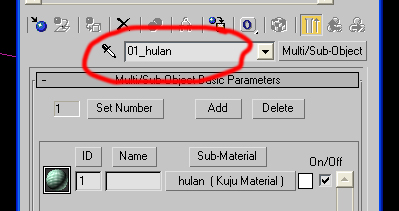 01_hulan Multi/Sub-Object
- Multi/Sub-Object Basic Parameters
1 Set Number Add Delete
ID Name Sub-Material On/Off
1 hulan ( Kuju Material )